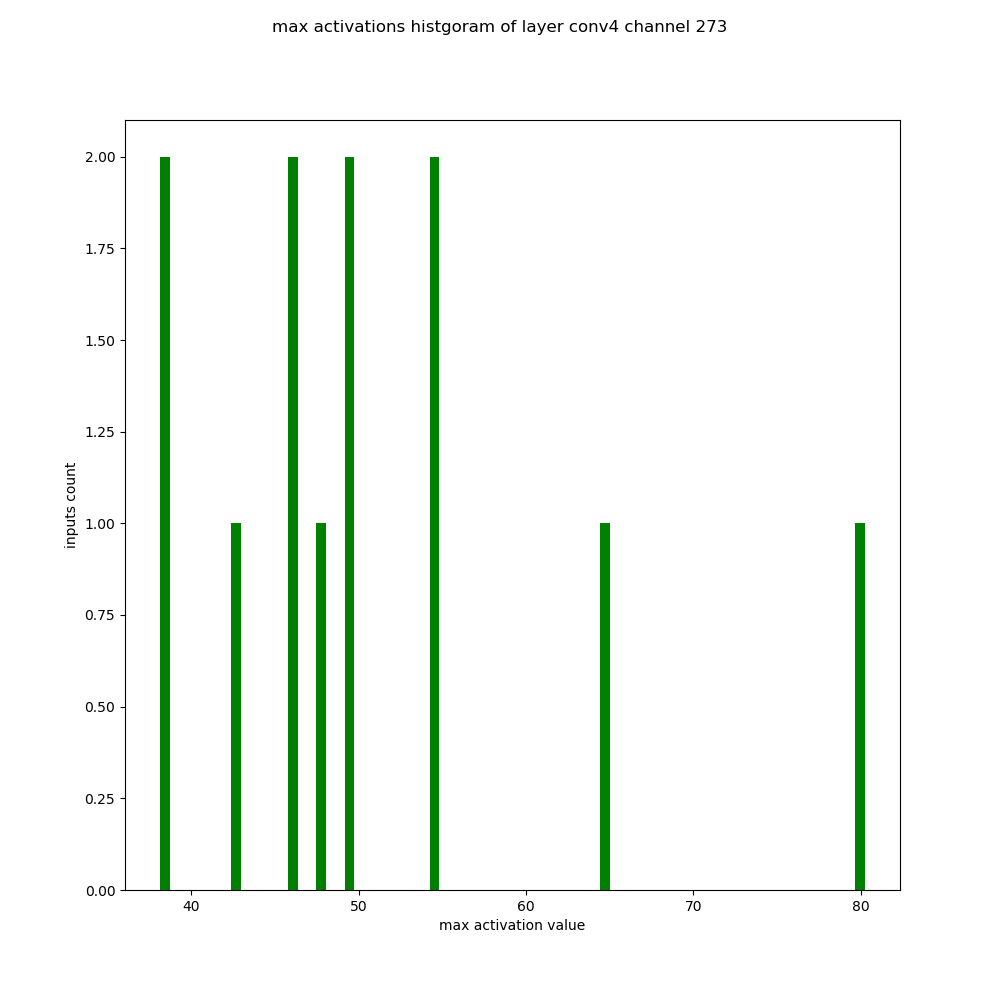 max activations histgoram of layer conv4 channel 273
2.00
1.75
1.50
1.25
1.00
0.75
0.50
0.25
0.00
inputs count
40 50 60 70 80
max activation value